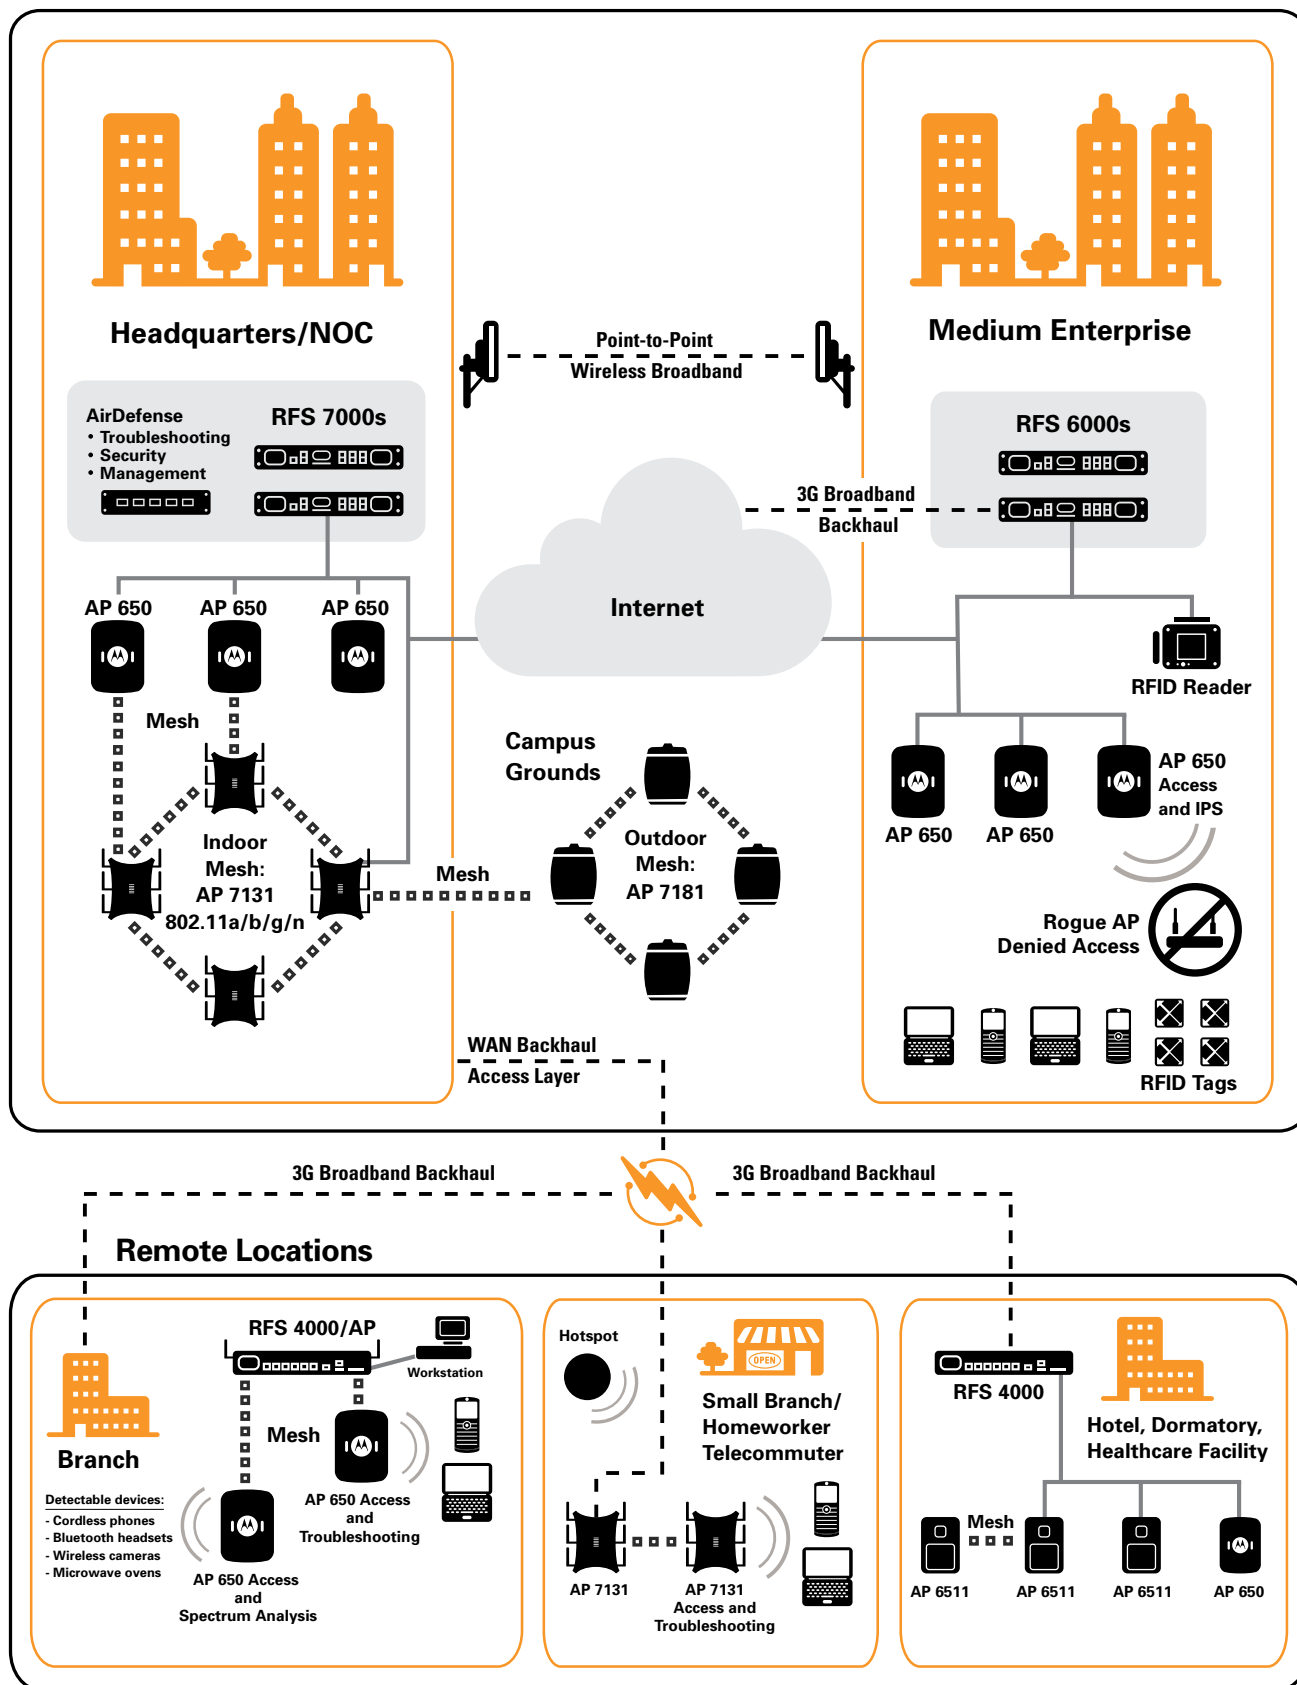 Headquarters/NOC
Point-to-Point
Wireless Broadband
Medium Enterprise
AirDefense
• Troubleshooting
• Security
• Management
RFS 7000s
RFS 6000s
3G Broadband
Backhaul
Internet
AP 650
AP 650
AP 650
Mesh
RFID Reader
Campus
Grounds
AP 650
Access
and IPS
AP 650
AP 650
Indoor
Mesh:
AP 7131
802.11a/b/g/n
Mesh
Outdoor
Mesh:
AP 7181
Rogue AP
Denied Access
WAN Backhaul
Access Layer
RFID Tags
3G Broadband Backhaul
3G Broadband Backhaul
Remote Locations
RFS 4000/AP
Workstation
Mesh
Branch
Detectable devices:
- Cordless phones
- Bluetooth headsets
- Wireless cameras
- Microwave ovens
AP 650 Access
and
Troubleshooting
AP 650 Access
and
Spectrum Analysis
Hotspot
OPEN
Small Branch/
Homeworker
Telecommuter
AP 7131
AP 7131
Access and
Troubleshooting
RFS 4000
Hotel, Dormatory,
Healthcare Facility
Mesh
AP 6511
AP 6511
AP 6511
AP 650